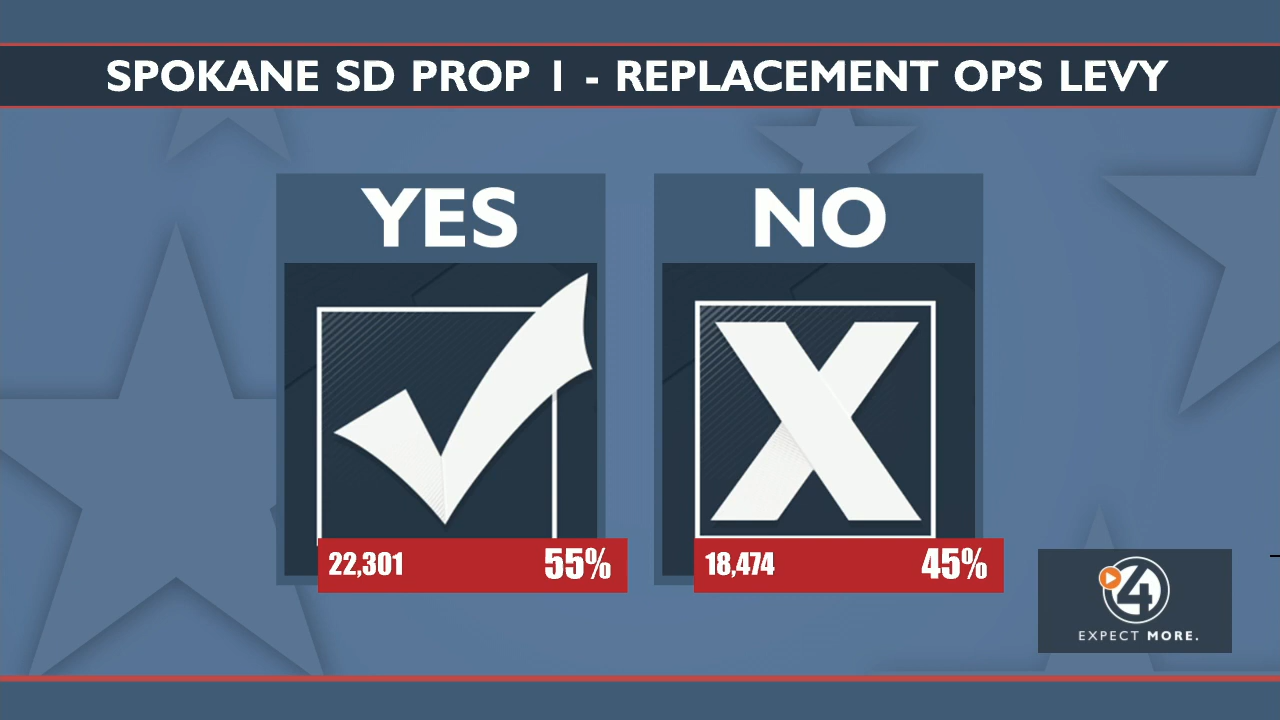 SPOKANE SD PROP 1 - REPLACEMENT OPS LEVY
YES
NO
22,301
55%
18,474
45%
4
EXPECT MORE.